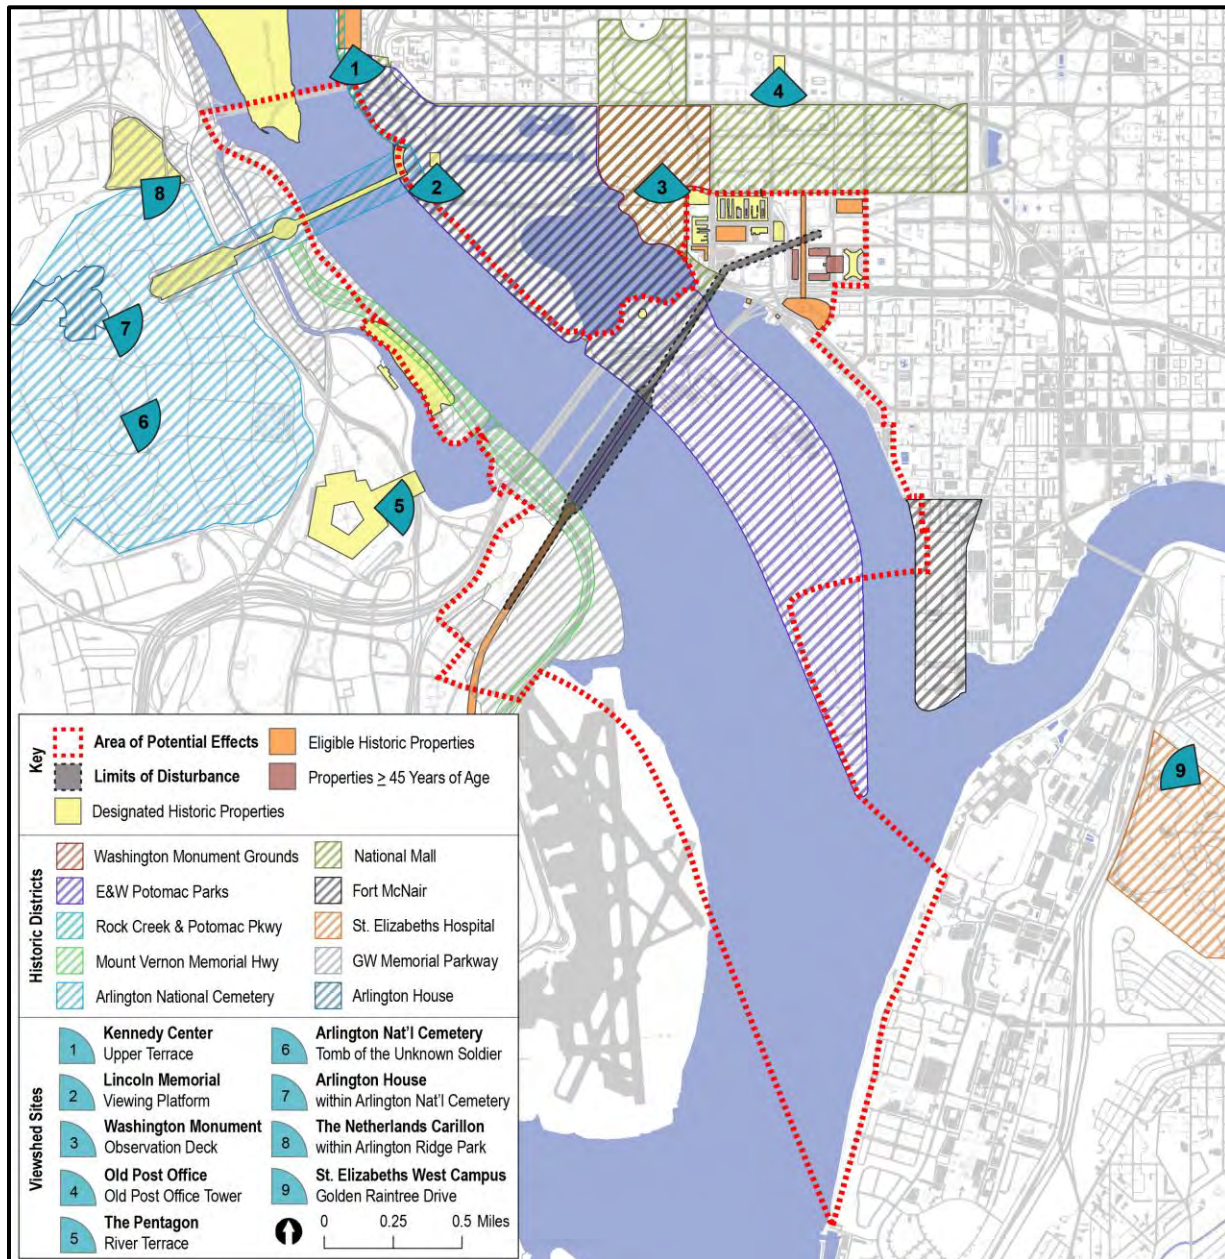 1
4
2
3
8
7
6
5
9
Key
Area of Potential Effects
Eligible Historic Properties
Limits of Disturbance
Properties ≥ 45 Years of Age
Designated Historic Properties
Historic Districts
Washington Monument Grounds
National Mall
E&W Potomac Parks
Fort McNair
Rock Creek & Potomac Pkwy
St. Elizabeths Hospital
Mount Vernon Memorial Hwy
GW Memorial Parkway
Arlington National Cemetery
Arlington House
Viewshed Sites
1
Kennedy Center
Upper Terrace
6
Arlington Nat'l Cemetery
Tomb of the Unknown Soldier
2
Lincoln Memorial
Viewing Platform
7
Arlington House
within Arlington Nat'l Cemetery
3
Washington Monument
Observation Deck
8
The Netherlands Carillon
within Arlington Ridge Park
4
Old Post Office
Old Post Office Tower
9
St. Elizabeths West Campus
Golden Raintree Drive
5
The Pentagon
River Terrace
0 0.25 0.5 Miles